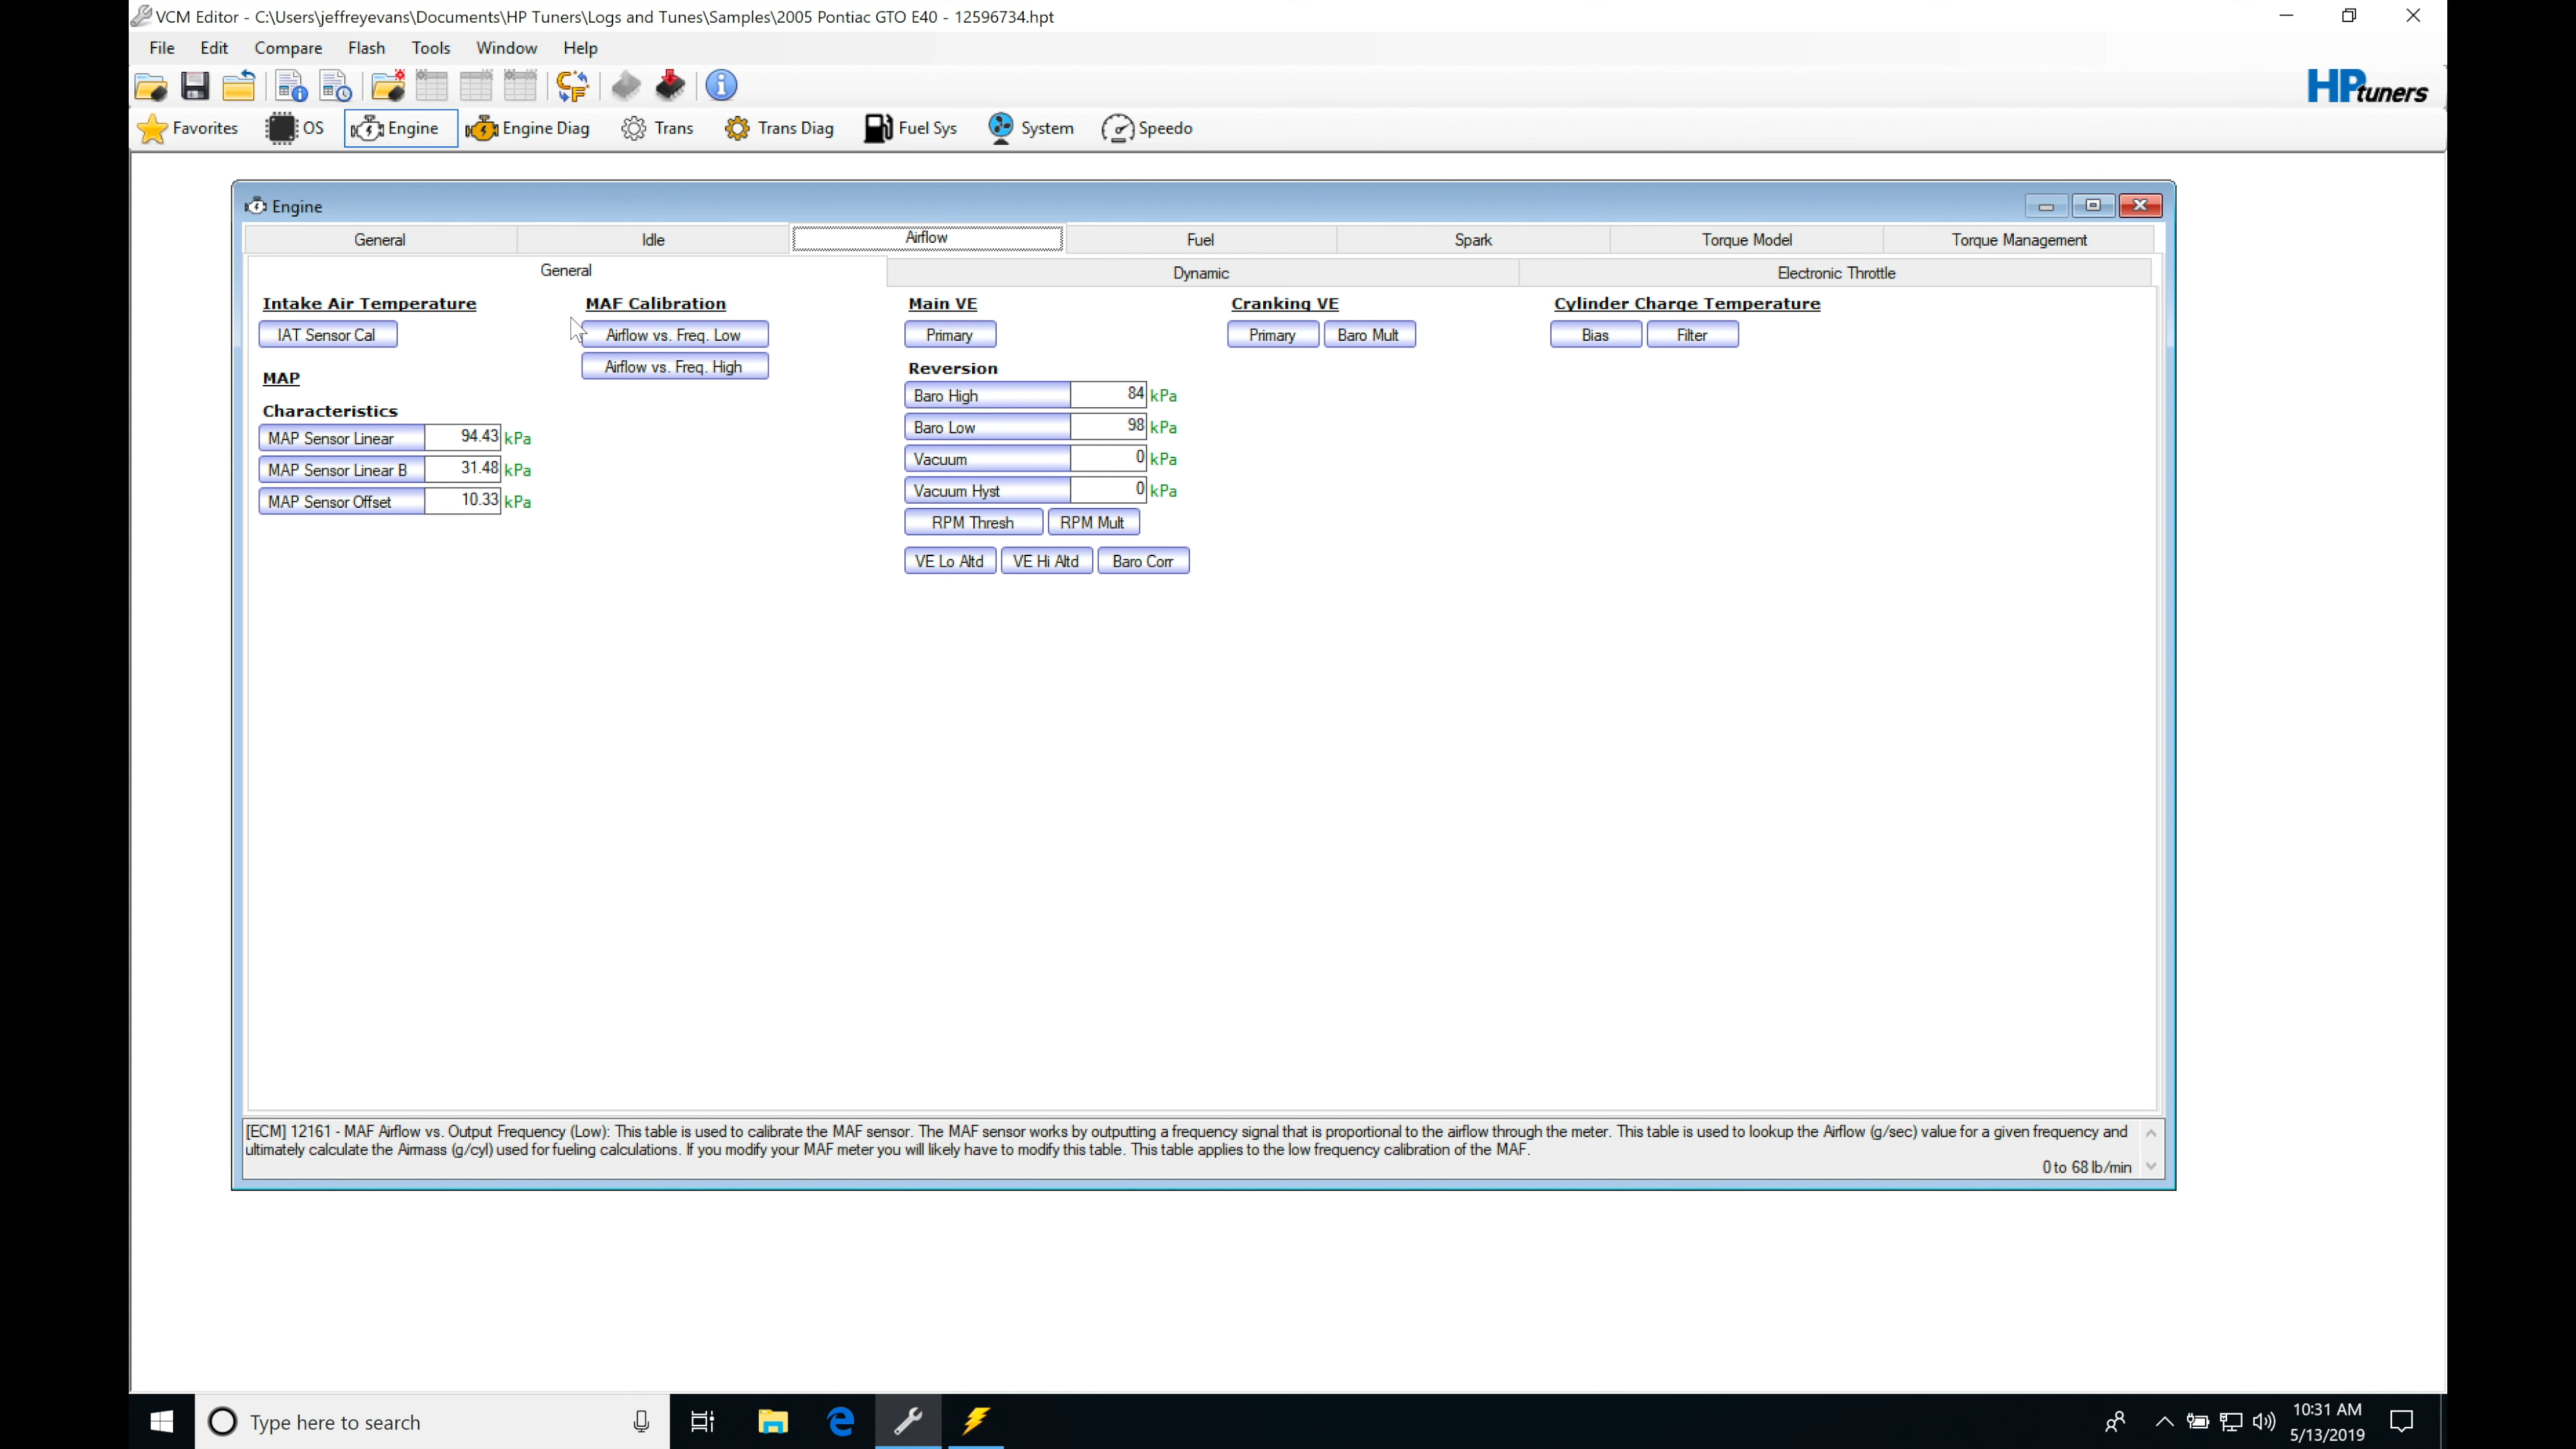 VCM Editor - C:\Users\jeffreyevans\Documents\HP Tuners\Logs and Tunes\Samples\2005 Pontiac GTO E40 - 12596734.hpt
File Edit Compare Flash Tools Window Help
HPtuners
Favorites OS Engine Engine Diag Trans Trans Diag Fuel Sys System Speedo
Engine
General Idle Airflow Fuel Spark Torque Model Torque Management
General Dynamic Electronic Throttle
Intake Air Temperature MAF Calibration Main VE Cranking VE Cylinder Charge Temperature
IAT Sensor Cal Airflow vs. Freq. Low Primary Primary Baro Mult Bias Filter
Airflow vs. Freq. High
MAP
Reversion
Characteristics
Baro High 84 kPa
Baro Low 98 kPa
MAP Sensor Linear 94.43 kPa
Vacuum 0 kPa
MAP Sensor Linear B 31.48 kPa
Vacuum Hyst 0 kPa
MAP Sensor Offset 10.33 kPa
RPM Thresh RPM Mult
VE Lo Altd VE Hi Altd Baro Corr
[ECM] 12161 - MAF Airflow vs. Output Frequency (Low): This table is used to calibrate the MAF sensor. The MAF sensor works by outputting a frequency signal that is proportional to the airflow through the meter. This table is used to lookup the Airflow (g/sec) value for a given frequency and
ultimately calculate the Airmass (g/cyl) used for fueling calculations. If you modify your MAF meter you will likely have to modify this table. This table applies to the low frequency calibration of the MAF.
0 to 68 lb/min
Type here to search
10:31 AM
5/13/2019